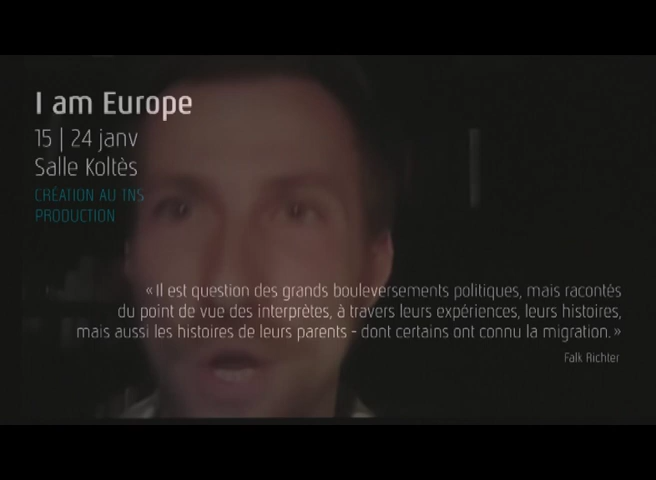 I am Europe
15 | 24 janv
Salle Koltès
CRÉATION AU TNS
PRODUCTION
« Il est question des grands bouleversements politiques, mais racontés
du point de vue des interprètes, à travers leurs expériences, leurs histoires,
mais aussi les histoires de leurs parents - dont certains ont connu la migration. »
Falk Richter